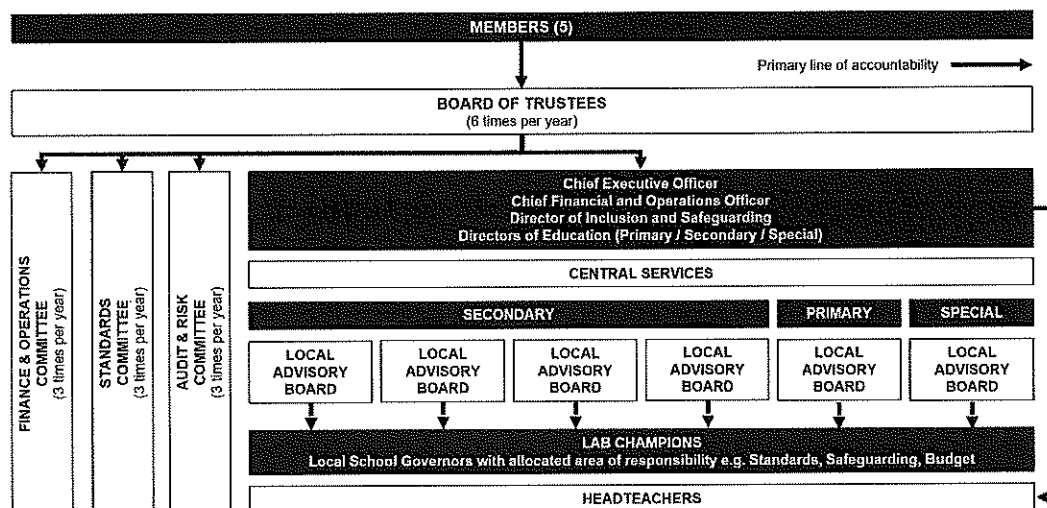 MEMBERS (5)
Primary line of accountability
BOARD OF TRUSTEES
(6 times per year)
FINANCE & OPERATIONS
COMMITTEE
(3 times per year)
STANDARDS
COMMITTEE
(3 times per year)
AUDIT & RISK
COMMITTEE
(3 times per year)
Chief Executive Officer
Chief Financial and Operations Officer
Director of Inclusion and Safeguarding
Directors of Education (Primary / Secondary / Special)
CENTRAL SERVICES
SECONDARY
PRIMARY
SPECIAL
LOCAL
ADVISORY
BOARD
LOCAL
ADVISORY
BOARD
LOCAL
ADVISORY
BOARD
LOCAL
ADVISORY
BOARD
LOCAL
ADVISORY
BOARD
LOCAL
ADVISORY
BOARD
LAB CHAMPIONS
Local School Governors with allocated area of responsibility e.g. Standards, Safeguarding, Budget
HEADTEACHERS